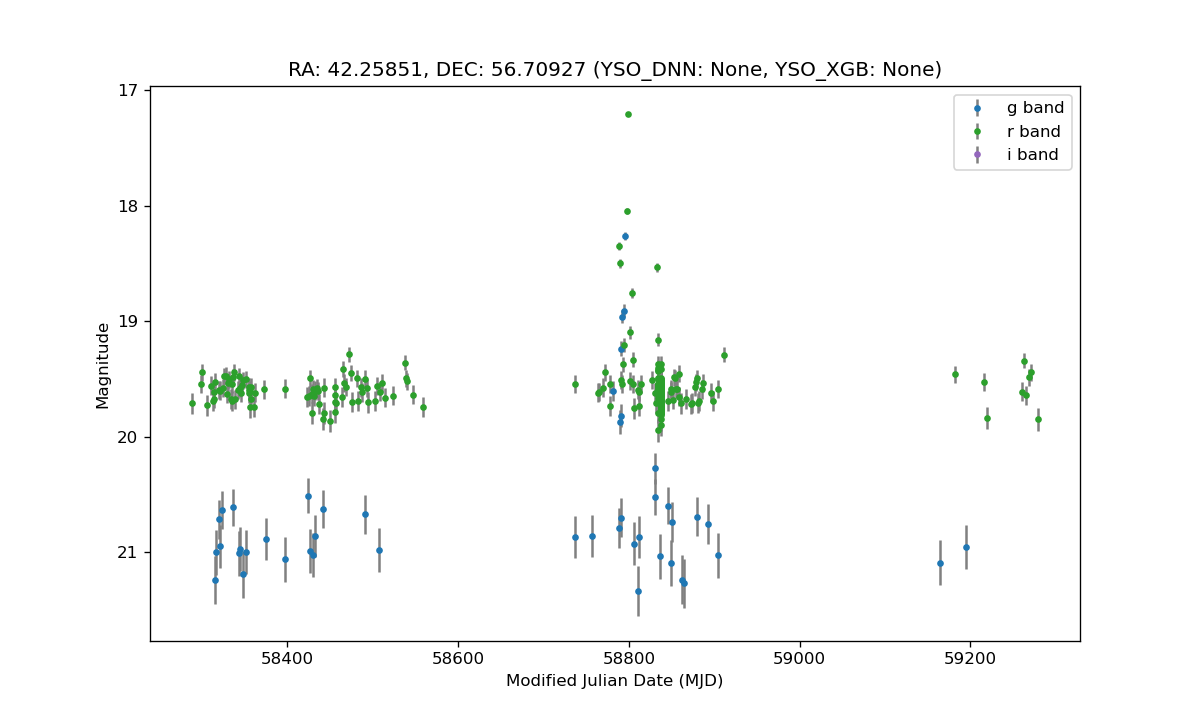 RA: 42.25851, DEC: 56.70927 (YSO_DNN: None, YSO_XGB: None)
17
18
19
20
21
Magnitude
g band
r band
i band
58400
58600
58800
59000
59200
Modified Julian Date (MJD)